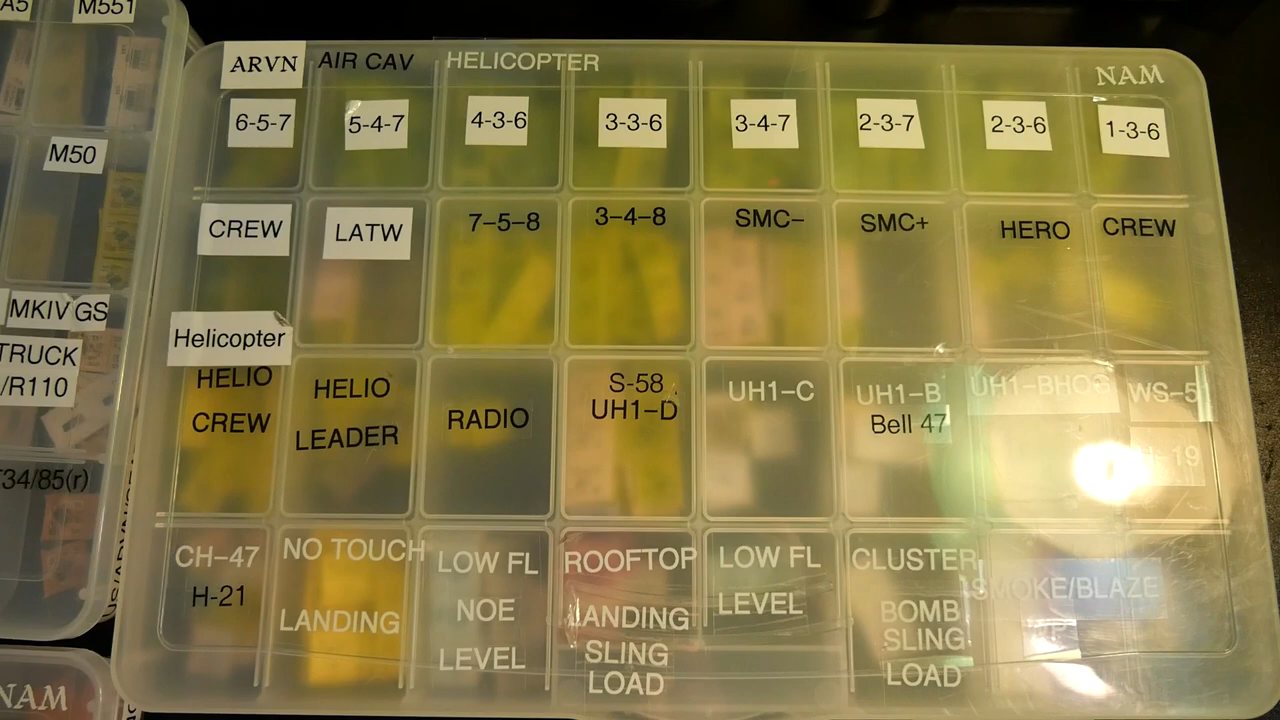 A5
M551
M50
MKIV GS
TRUCK
/R110
T34/85(r)
NAM
ARVN AIR CAV HELICOPTER NAM
6-5-7 5-4-7 4-3-6 3-3-6 3-4-7 2-3-7 2-3-6 1-3-6
CREW LATW 7-5-8 3-4-8 SMC- SMC+ HERO CREW
Helicopter
HELIO
CREW
HELIO
LEADER
RADIO
S-58
UH1-D
UH1-C
UH1-B
Bell 47
UH1-BHOG
WS-51
H-19
CH-47
H-21
NO TOUCH
LANDING
LOW FL
NOE
LEVEL
ROOFTOP
LANDING
SLING
LOAD
LOW FL
LEVEL
CLUSTER
BOMB
SLING
LOAD
SMOKE/BLAZE